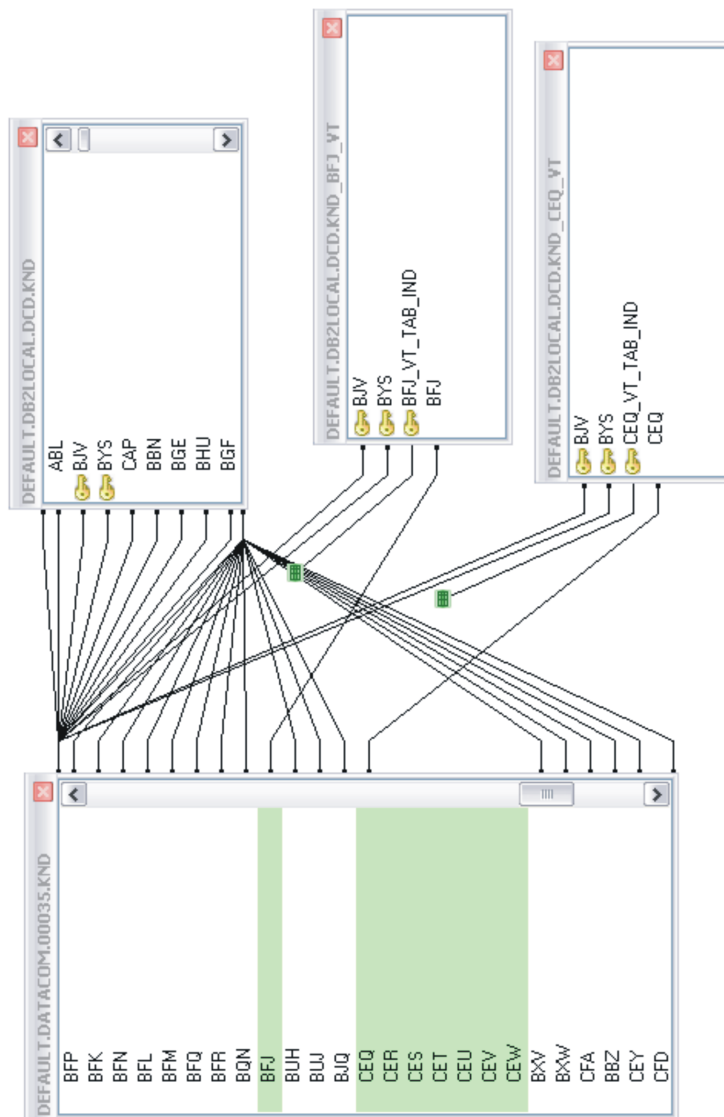 DEFAULT.DATACOM.00035.KND
BFP
BFK
BFN
BFL
BFM
BFQ
BFR
BQN
BFJ
BUH
BUJ
BJQ
CEQ
CER
CES
CET
CEU
CEV
CEW
BXV
BXW
CFA
BBZ
CEY
CFD
DEFAULT.DB2LOCAL.DCD.KND
ABL
BJV
BYS
CAP
BBN
BGE
BHU
BGF
DEFAULT.DB2LOCAL.DCD.KND_BFJ_VT
BJV
BYS
BFJ_VT_TAB_IND
BFJ
DEFAULT.DB2LOCAL.DCD.KND_CEQ_VT
BJV
BYS
CEQ_VT_TAB_IND
CEQ